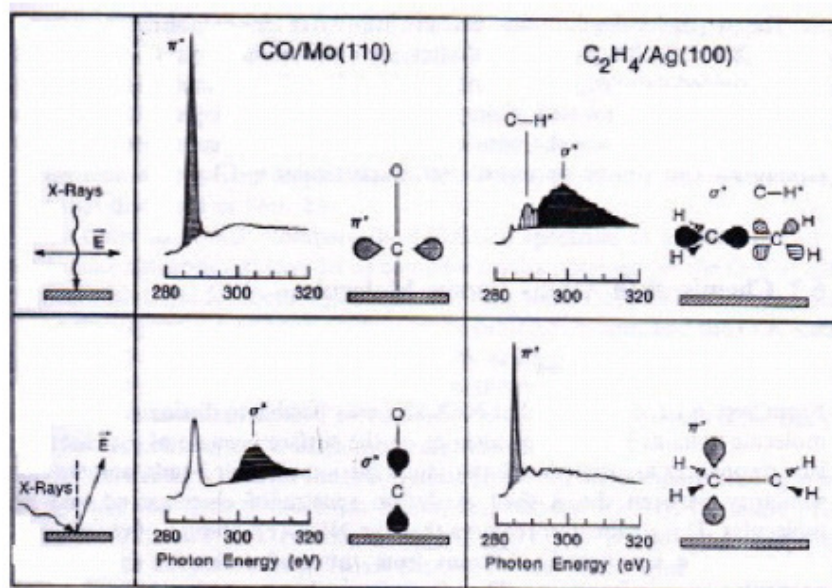 CO/Mo(110)
C₂H₄/Ag(100)
π*
X-Rays
E
π*
O
C
280 300 320
C—H*
σ*
σ* C—H*
H H
C C
H H
280 300 320
X-Rays
E
σ*
O
σ*
C
280 300 320
Photon Energy (eV)
π*
π*
H H
C C
H H
280 300 320
Photon Energy (eV)